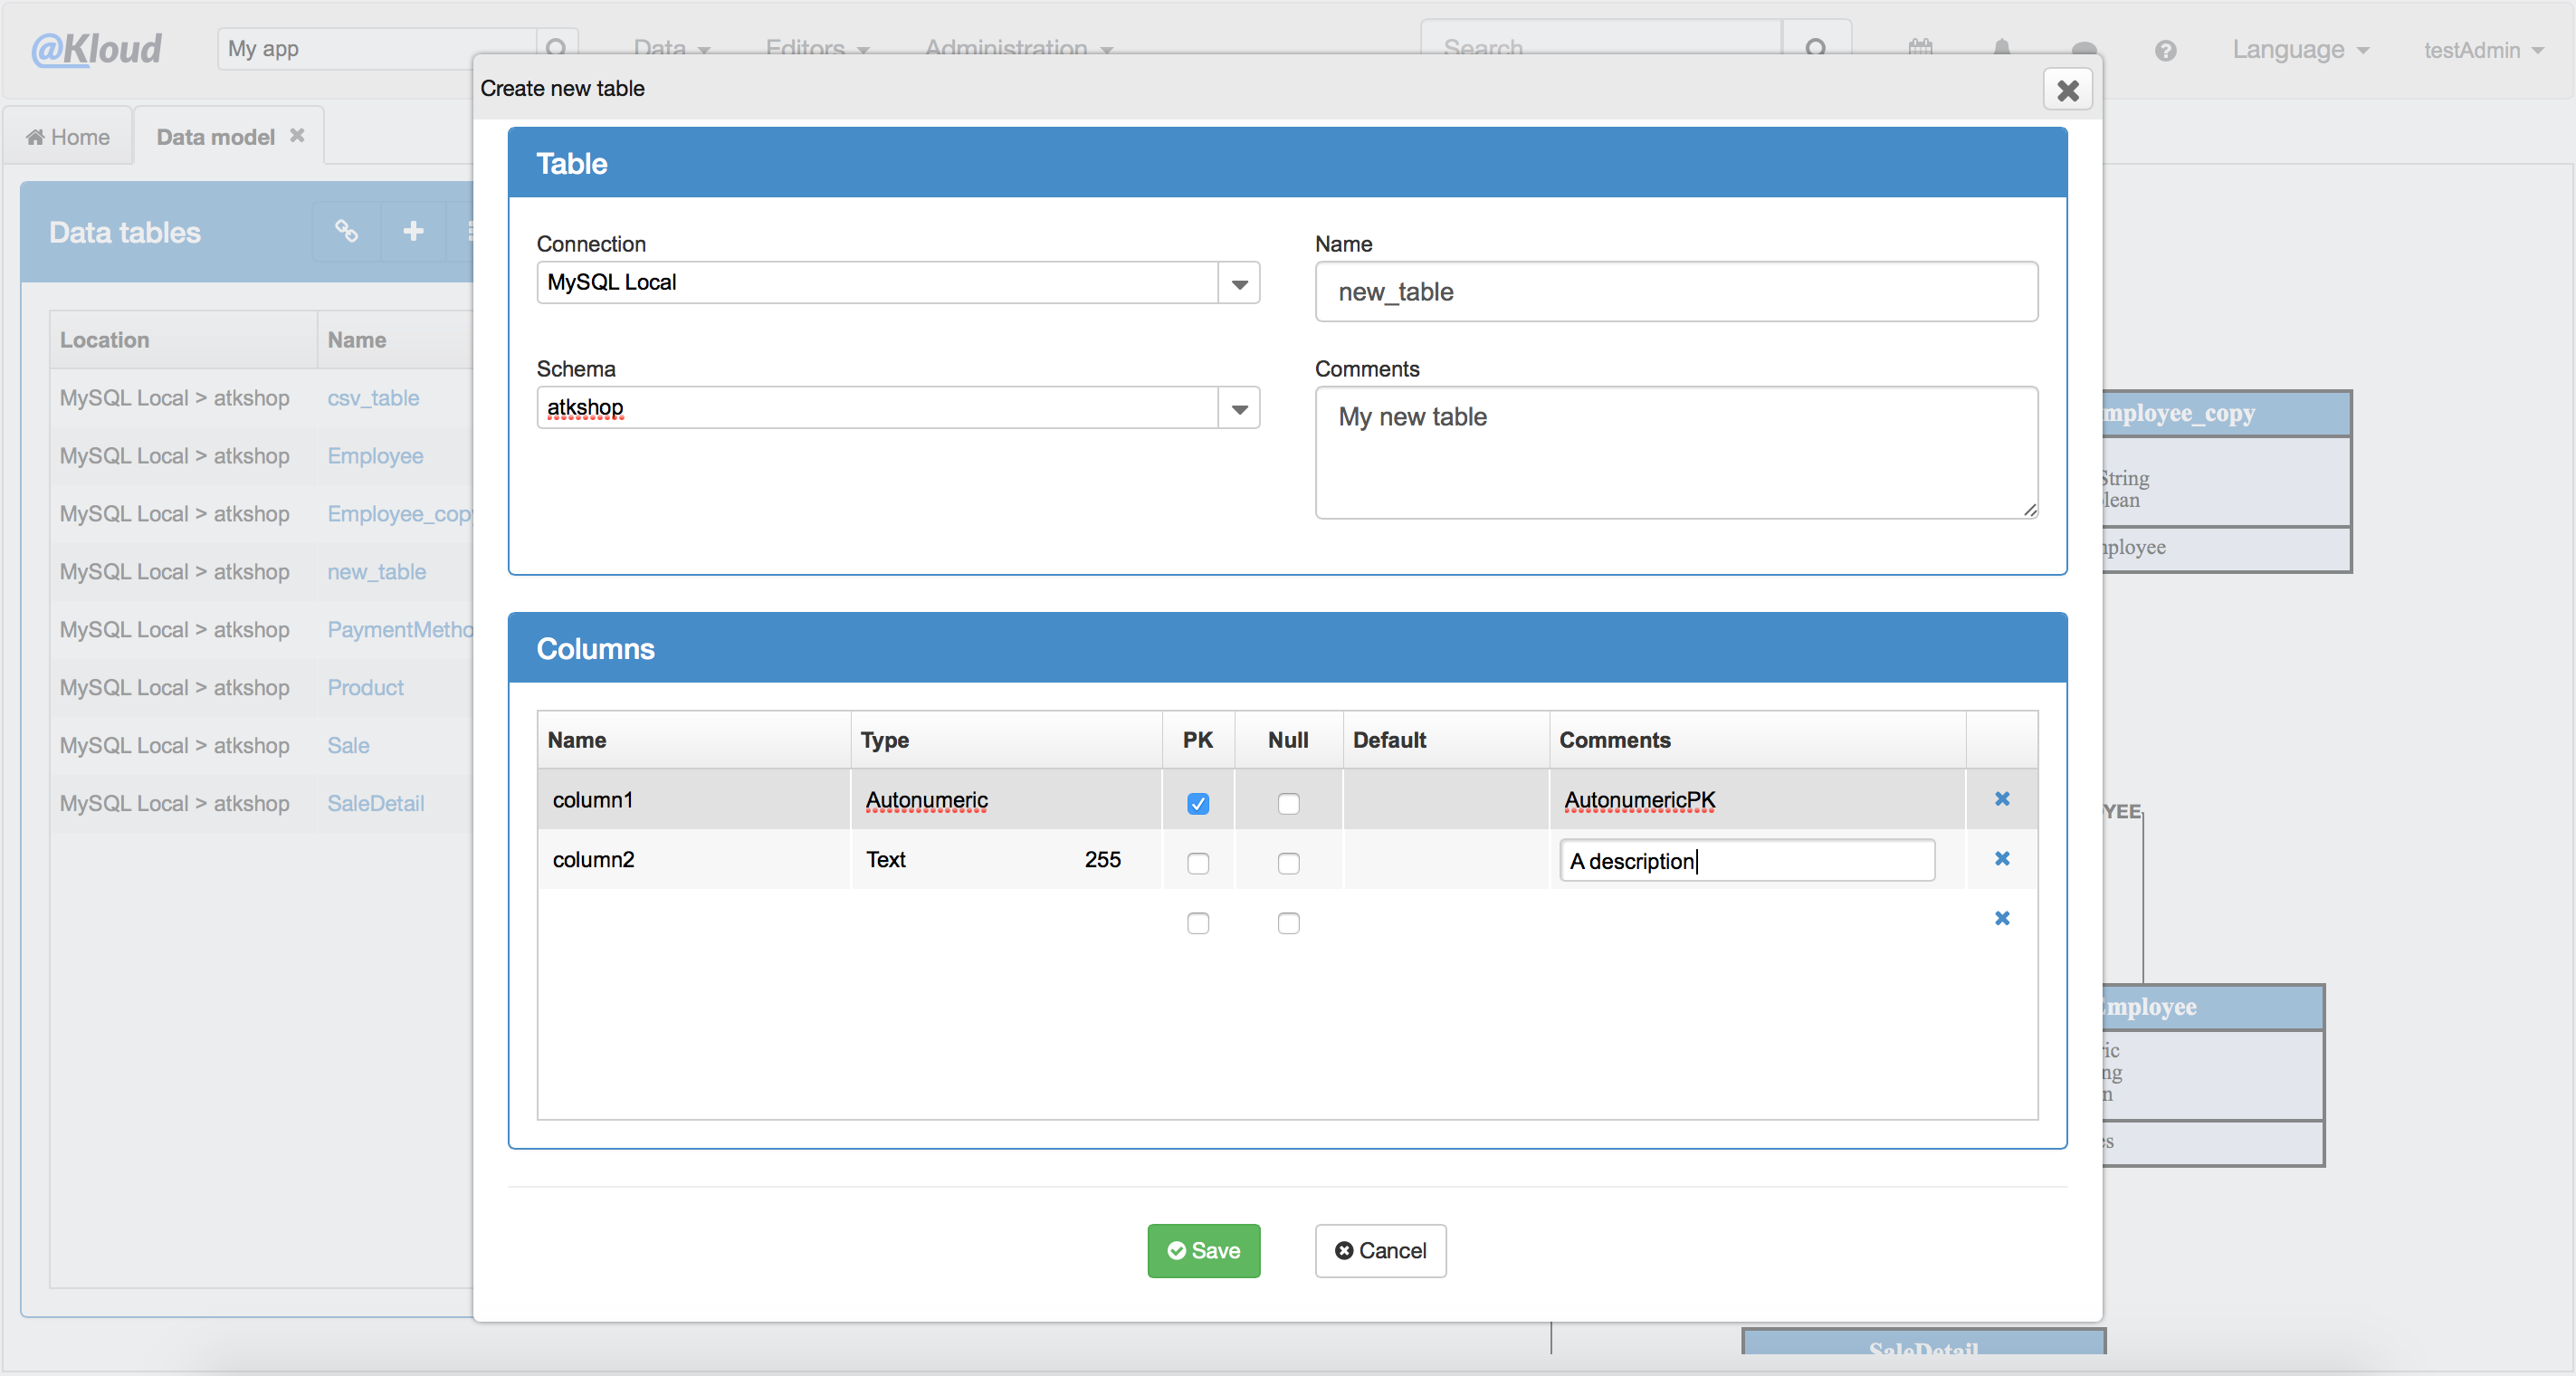 @Kloud
My app
Data
Editors
Administration
Search
Language
testAdmin
Home
Data model
Data tables
Location Name
MySQL Local > atkshop csv_table
MySQL Local > atkshop Employee
MySQL Local > atkshop Employee_copy
MySQL Local > atkshop new_table
MySQL Local > atkshop PaymentMetho
MySQL Local > atkshop Product
MySQL Local > atkshop Sale
MySQL Local > atkshop SaleDetail
Create new table
Table
Connection
MySQL Local
Name
new_table
Schema
atkshop
Comments
My new table
Columns
Name Type PK Null Default Comments
column1 Autonumeric AutonumericPK
column2 Text 255 A description
Save
Cancel
mployee_copy
String
lean
mployee
YEE
Employee
ric
ng
n
es
SaleDetail